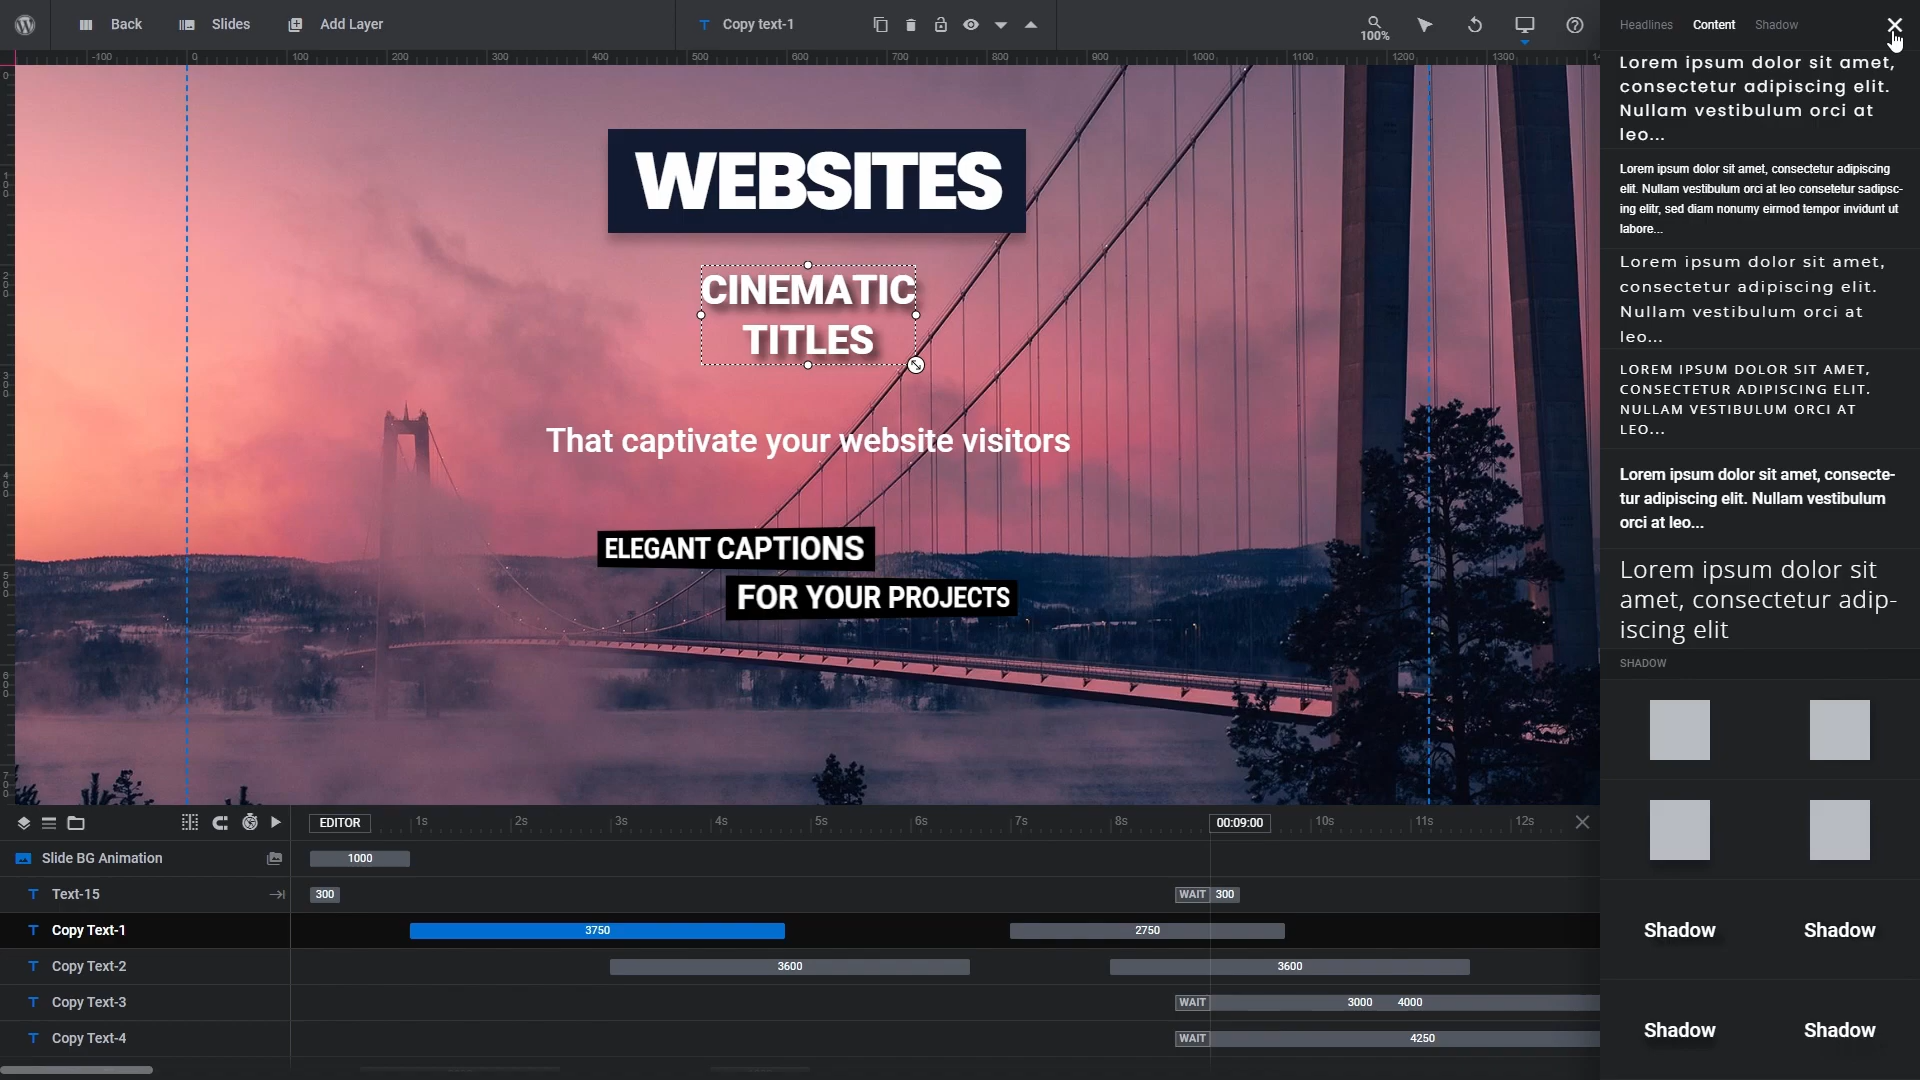 Back
Slides
Add Layer
Copy text-1
100%
Headlines
Content
Shadow
-100
0
100
200
300
400
500
600
700
800
900
1000
1100
1200
1300
WEBSITES
CINEMATIC
TITLES
That captivate your website visitors
ELEGANT CAPTIONS
FOR YOUR PROJECTS
Lorem ipsum dolor sit amet,
consectetur adipiscing elit.
Nullam vestibulum orci at
leo...
Lorem ipsum dolor sit amet, consectetur adipiscing
elit. Nullam vestibulum orci at leo consetetur sadipsc-
ing elitr, sed diam nonumy eirmod tempor invidunt ut
labore...
Lorem ipsum dolor sit amet,
consectetur adipiscing elit.
Nullam vestibulum orci at
leo...
LOREM IPSUM DOLOR SIT AMET,
CONSECTETUR ADIPISCING ELIT.
NULLAM VESTIBULUM ORCI AT
LEO...
Lorem ipsum dolor sit amet, consecte-
tur adipiscing elit. Nullam vestibulum
orci at leo...
Lorem ipsum dolor sit
amet, consectetur adip-
iscing elit
SHADOW
Shadow
Shadow
Shadow
Shadow
EDITOR
1s
2s
3s
4s
5s
6s
7s
8s
00:09:00
10s
11s
12s
Slide BG Animation
1000
Text-15
300
WAIT
300
Copy Text-1
3750
2750
Copy Text-2
3600
3600
Copy Text-3
WAIT
3000
4000
Copy Text-4
WAIT
4250